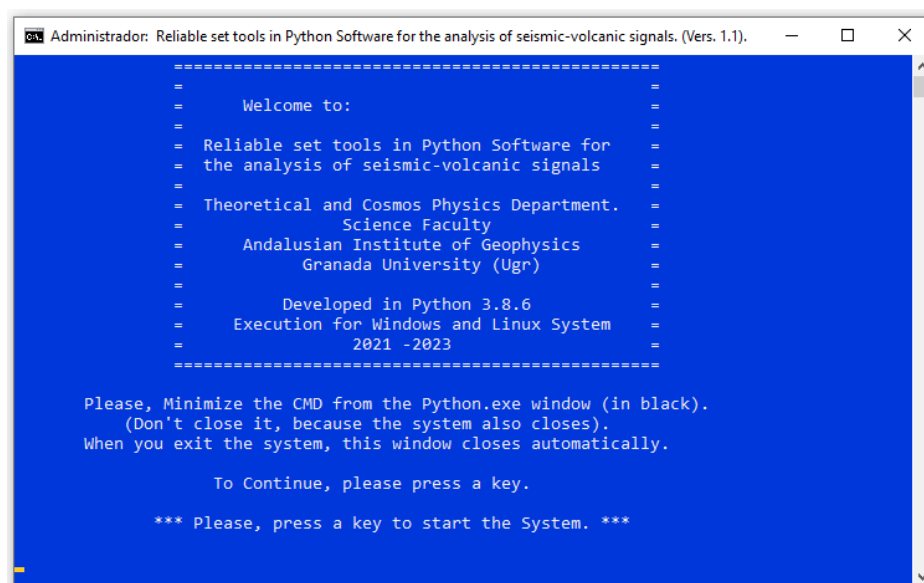 Administrador: Reliable set tools in Python Software for the analysis of seismic-volcanic signals. (Vers. 1.1).
=================================================
= =
= Welcome to: =
= =
= Reliable set tools in Python Software for =
= the analysis of seismic-volcanic signals =
= =
= Theoretical and Cosmos Physics Department. =
= Science Faculty =
= Andalusian Institute of Geophysics =
= Granada University (Ugr) =
= =
= Developed in Python 3.8.6 =
= Execution for Windows and Linux System =
= 2021 -2023 =
=================================================
Please, Minimize the CMD from the Python.exe window (in black).
(Don't close it, because the system also closes).
When you exit the system, this window closes automatically.
To Continue, please press a key.
*** Please, press a key to start the System. ***